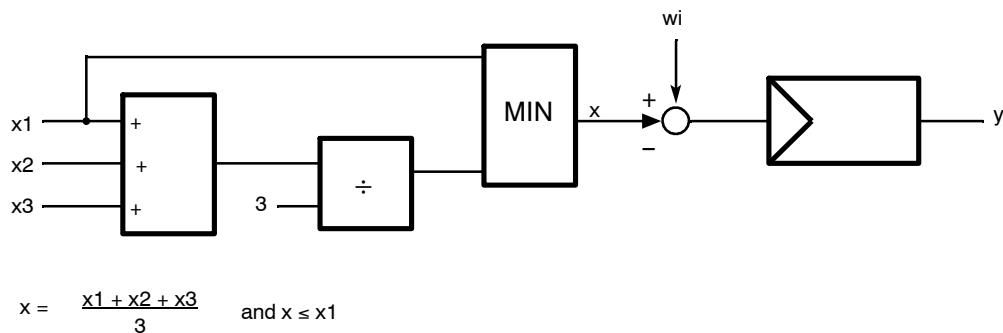 wi
MIN
x
+
−
y
x1
+
x2
+
x3
+
3
÷
x = x1 + x2 + x3 and x ≤ x1
3